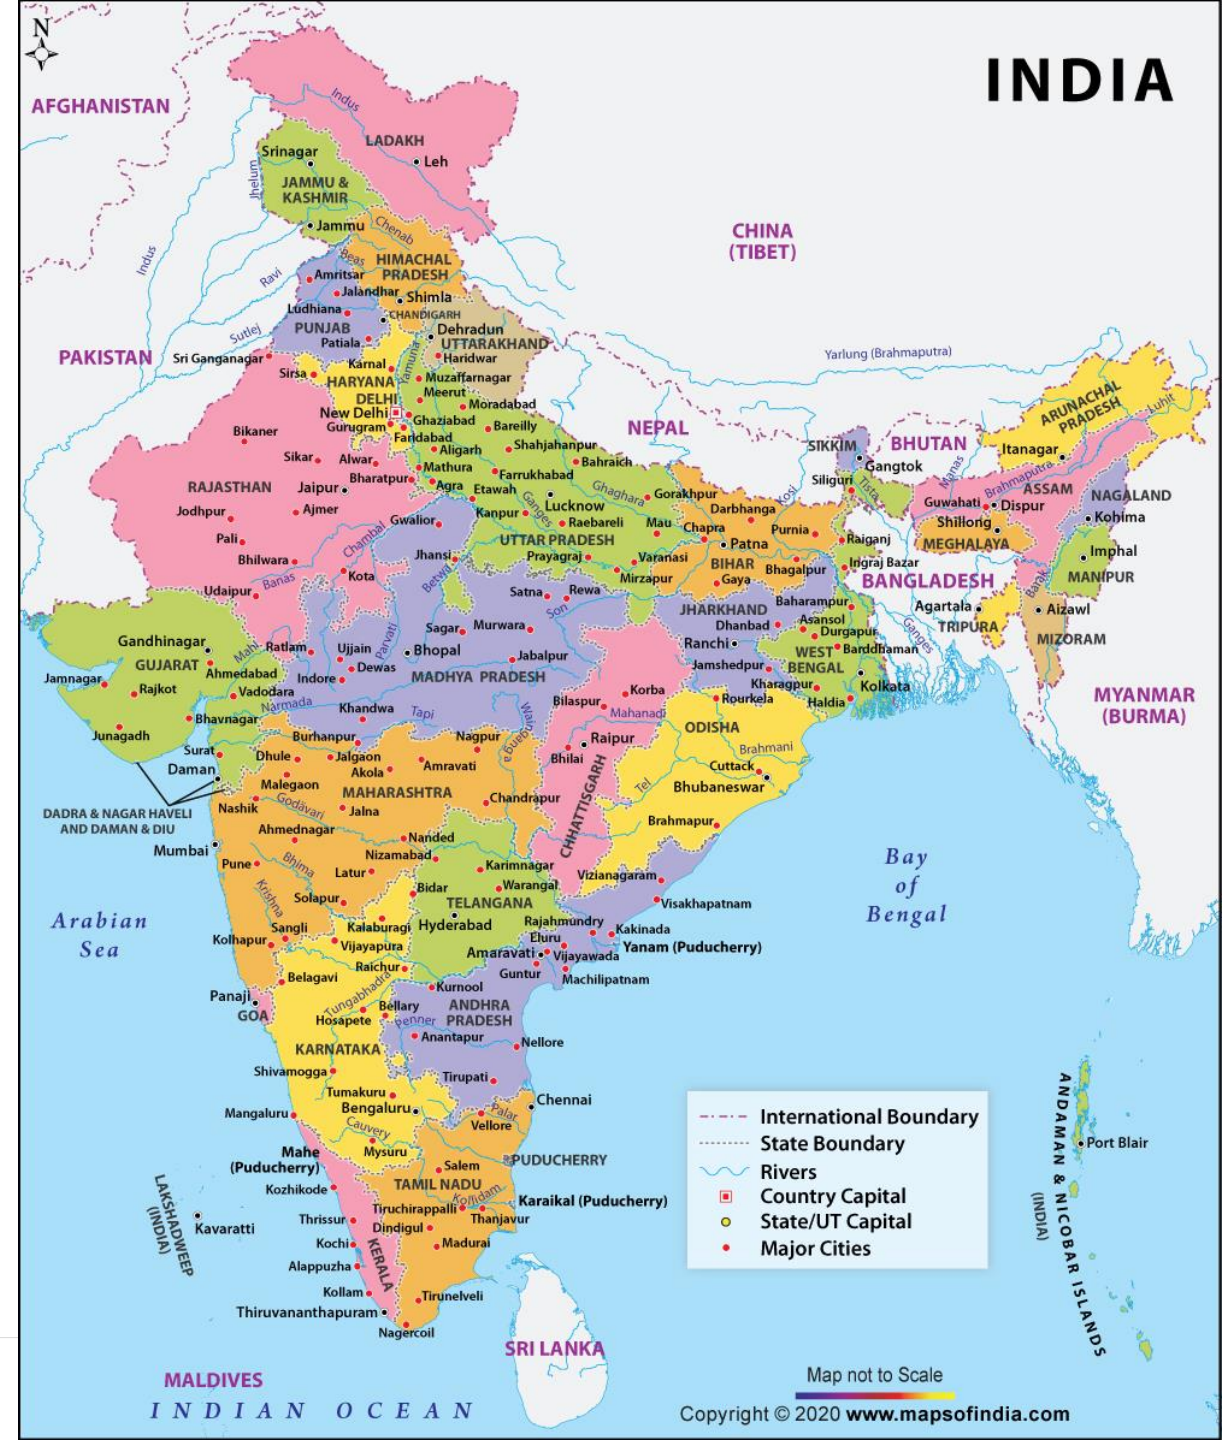 N
INDIA
AFGHANISTAN
Indus
LADAKH
Leh
Srinagar
JAMMU &
KASHMIR
Jhelum
Jammu
Chenab
CHINA
(TIBET)
Indus
Ravi
Beas
HIMACHAL
PRADESH
Amritsar
Jalandhar
Shimla
Ludhiana
CHANDIGARH
PUNJAB
Sutlej
Patiala
Dehradun
UTTARAKHAND
Haridwar
PAKISTAN
Sri Ganganagar
Karnal
Yamuna
Sirsa
HARYANA
Muzaffarnagar
DELHI
Meerut
New Delhi
Moradabad
Gurugram
Ghaziabad
Bareilly
Faridabad
Yarlung (Brahmaputra)
ARUNACHAL
PRADESH
Luhit
NEPAL
SIKKIM
BHUTAN
Itanagar
Bikaner
Aligarh
Shahjahanpur
Gangtok
Manas
Brahmaputra
Sikar
Alwar
Mathura
Bahraich
Siliguri
Tista
ASSAM
NAGALAND
Bharatpur
Agra
Farrukhabad
RAJASTHAN
Jaipur
Etawah
Ghaghara
Gorakhpur
Kosi
Guwahati
Dispur
Kohima
Ganges
Lucknow
Jodhpur
Ajmer
Gwalior
Kanpur
Raebareli
Mau
Darbhanga
Chapra
Purnia
Shillong
MEGHALAYA
Pali
Chambal
UTTAR PRADESH
Patna
Raiganj
Imphal
Bhilwara
Jhansi
Prayagraj
Varanasi
BIHAR
Bhagalpur
Ingraj Bazar
MANIPUR
Kota
Banas
Betwa
Mirzapur
Gaya
BANGLADESH
Barak
Udaipur
Satna
Rewa
Son
JHARKHAND
Baharampur
Agartala
Aizawl
Dhanbad
Asansol
TRIPURA
Ganges
Gandhinagar
Mahi
Ratlam
Ujjain
Parvati
Sagar
Murwara
Ranchi
Durgapur
MIZORAM
GUJARAT
Bhopal
Jabalpur
WEST
BENGAL
Barddhaman
Ahmedabad
Dewas
Jamshedpur
Jamnagar
Indore
MADHYA PRADESH
Kharagpur
Kolkata
Rajkot
Vadodara
Narmada
Khandwa
Tapi
Bilaspur
Korba
Rourkela
Haldia
MYANMAR
(BURMA)
Bhavnagar
Mahanadi
Junagadh
Burhanpur
Nagpur
Wainganga
ODISHA
Surat
Dhule
Jalgaon
Raipur
Brahmani
Daman
Akola
Amravati
Bhilai
Cuttack
Malegaon
MAHARASHTRA
Tel
Bhubaneswar
Nashik
Godavari
Jalna
Chandrapur
CHHATTISGARH
DADRA & NAGAR HAVELI
AND DAMAN & DIU
Ahmednagar
Nanded
Brahmapur
Mumbai
Nizamabad
Pune
Bhima
Latur
Karimnagar
Vizianagaram
Bay
of
Bengal
Bidar
Warangal
Krishna
Solapur
TELANGANA
Visakhapatnam
Arabian
Sea
Kalaburagi
Hyderabad
Rajahmundry
Sangli
Kakinada
Kolhapur
Vijayapura
Eluru
Yanam (Puducherry)
Amaravati
Vijayawada
Raichur
Guntur
Machilipatnam
Belagavi
Kurnool
Panaji
Tungabhadra
Bellary
ANDHRA
PRADESH
GOA
Hosapete
Penner
Anantapur
Nellore
KARNATAKA
Shivamogga
Tirupati
Tumakuru
Bengaluru
Chennai
Mangaluru
Palar
Vellore
Cauvery
Mahe
(Puducherry)
Mysuru
PUDUCHERRY
Salem
TAMIL NADU
Kozhikode
Kollidam
Karaikal (Puducherry)
Tiruchirappalli
Thanjavur
Thrissur
Dindigul
LAKSHADWEEP
(INDIA)
Kavaratti
Kochi
KERALA
Madurai
Alappuzha
Kollam
Tirunelveli
Thiruvananthapuram
Nagercoil
SRI LANKA
MALDIVES
INDIAN OCEAN
International Boundary
State Boundary
Rivers
Country Capital
State/UT Capital
Major Cities
ANDAMAN & NICOBAR ISLANDS
(INDIA)
Port Blair
Map not to Scale
Copyright © 2020 www.mapsofindia.com